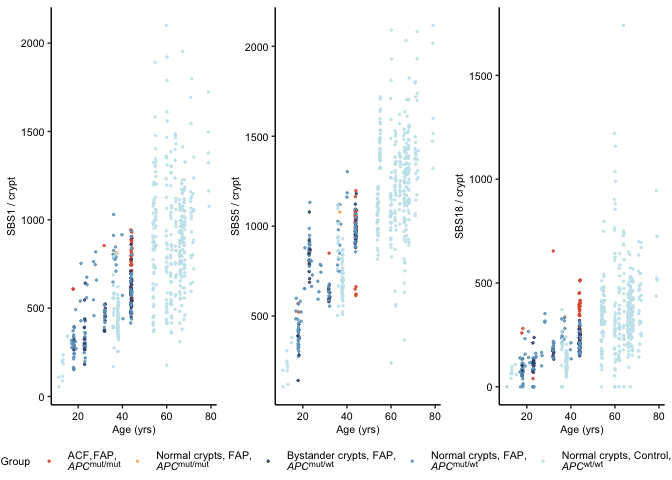 2000
1500
1000
500
0
SBS1 / crypt
20
40
60
80
Age (yrs)
2000
1500
1000
500
0
SBS5 / crypt
20
40
60
80
Age (yrs)
1500
1000
500
0
SBS18 / crypt
20
40
60
80
Age (yrs)
Group
ACF, FAP,
APCmut/mut
Normal crypts, FAP,
APCmut/mut
Bystander crypts, FAP,
APCmut/wt
Normal crypts, FAP,
APCmut/wt
Normal crypts, Control,
APCwt/wt